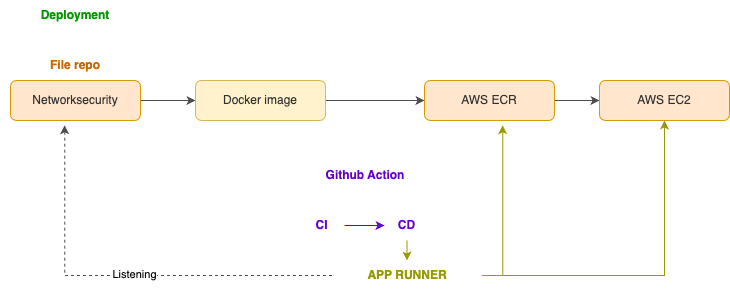 Deployment
File repo
Networksecurity
Docker image
AWS ECR
AWS EC2
Github Action
CI
CD
Listening
APP RUNNER